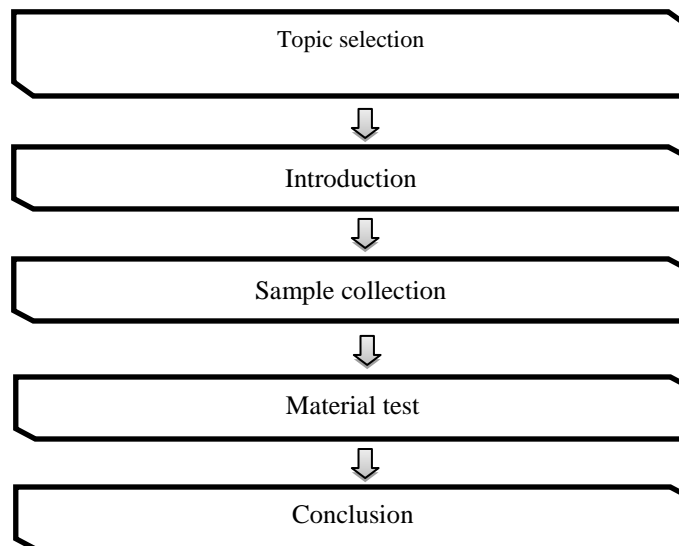 Topic selection
Introduction
Sample collection
Material test
Conclusion